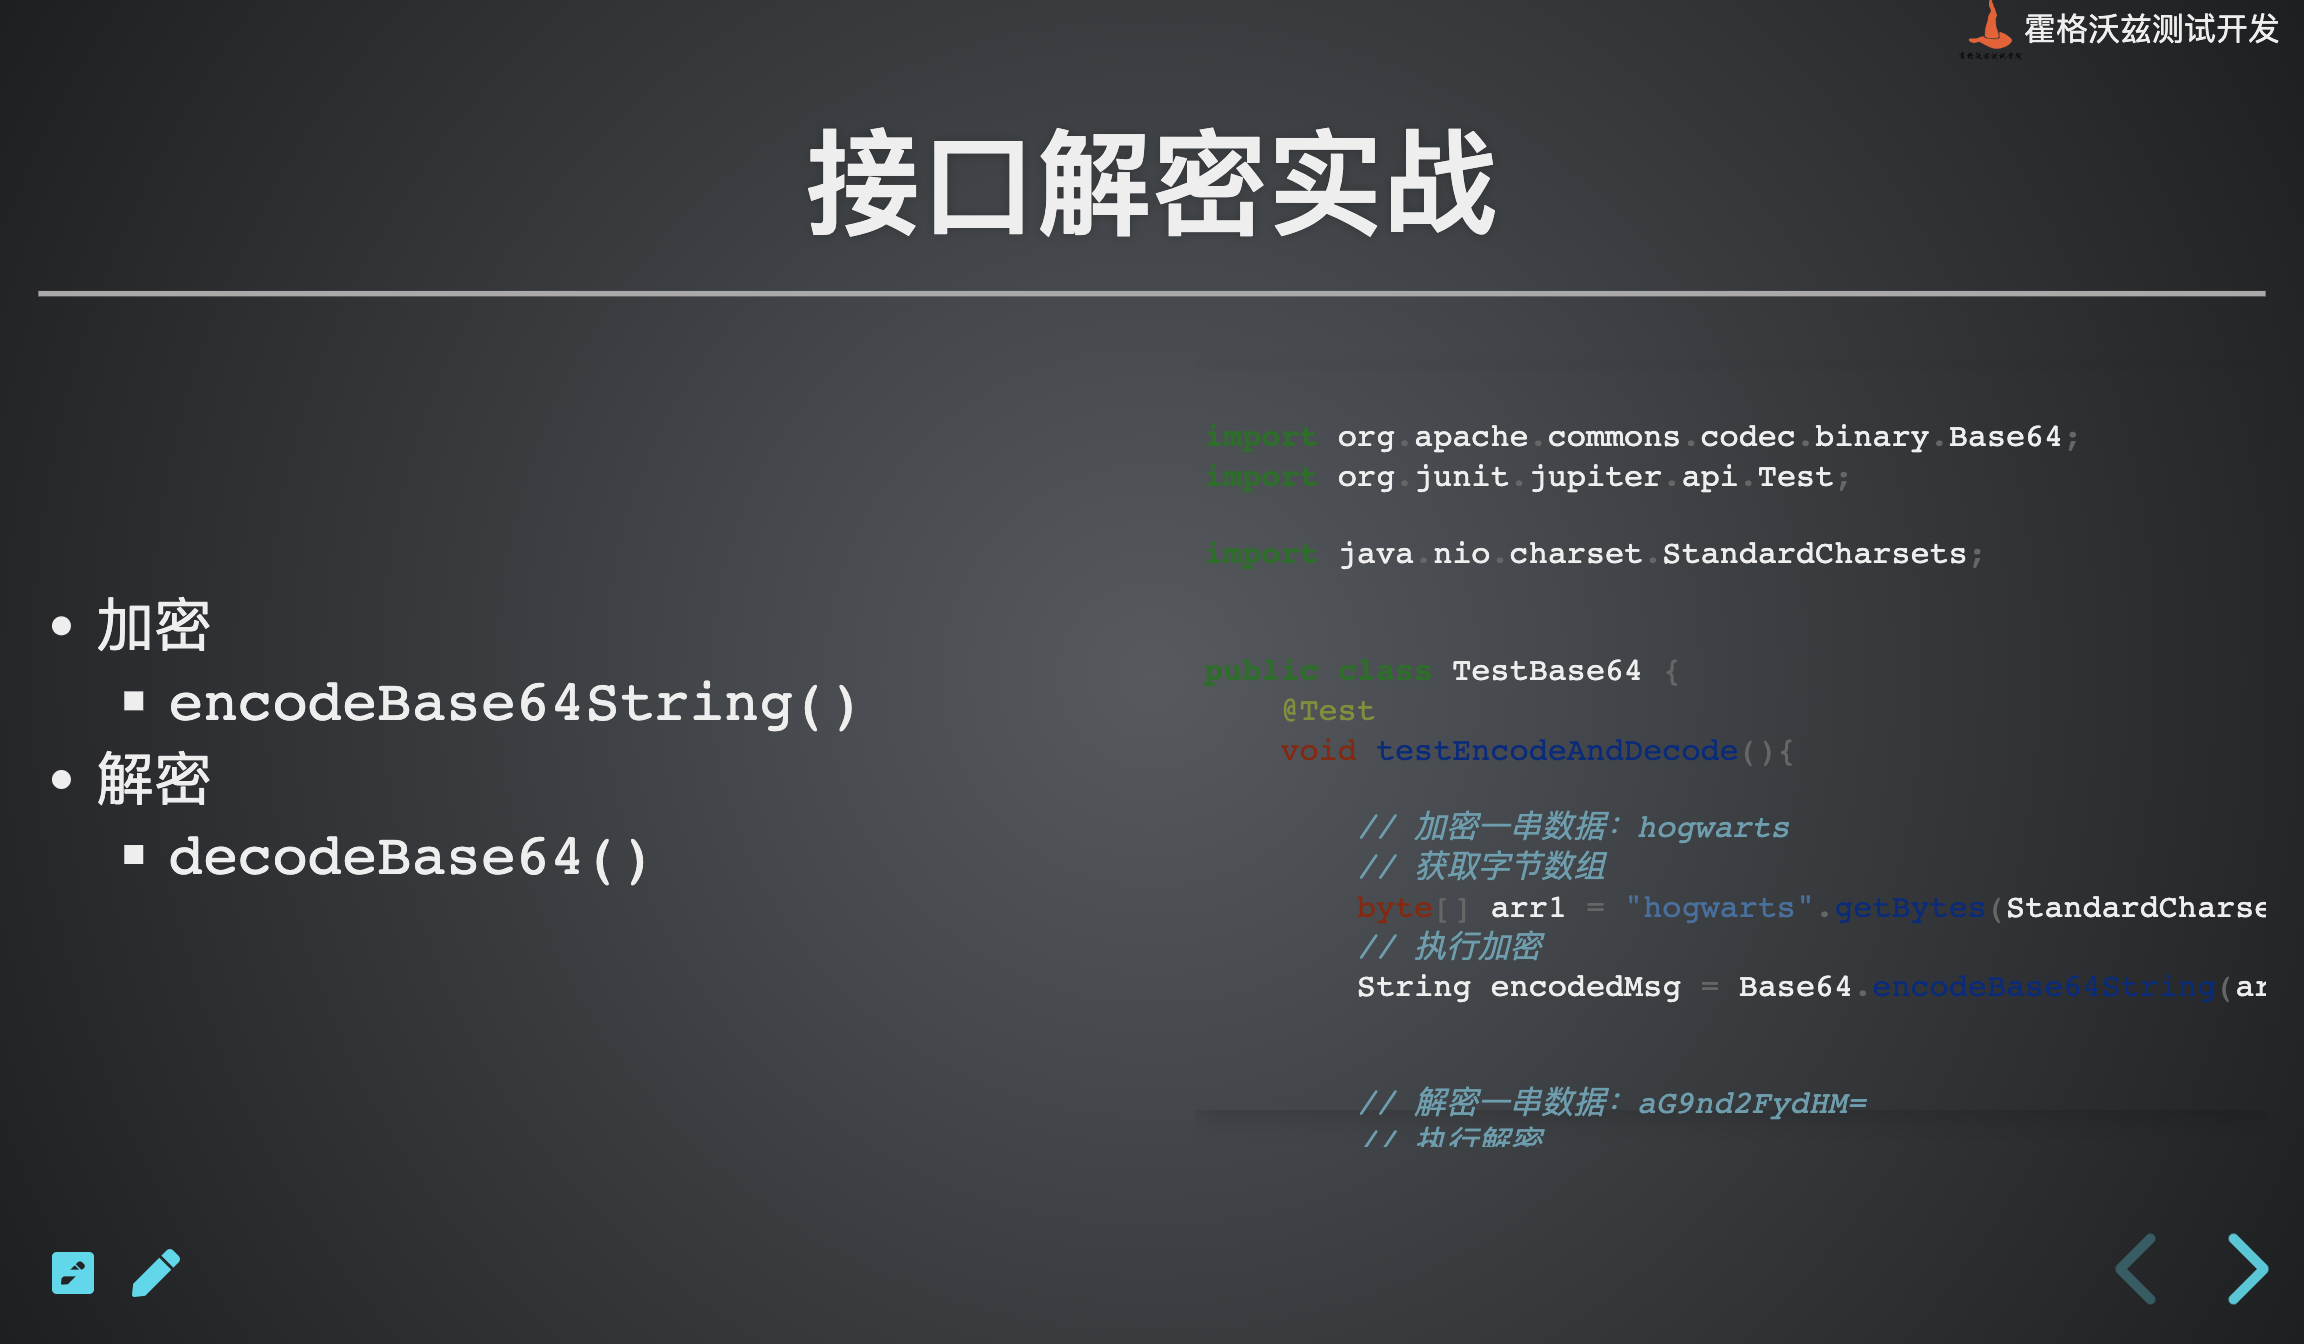 霍格沃兹测试开发
接口解密实战
加密
encodeBase64String()
解密
decodeBase64()
import org.apache.commons.codec.binary.Base64;
import org.junit.jupiter.api.Test;
import java.nio.charset.StandardCharsets;
public class TestBase64 {
@Test
void testEncodeAndDecode(){
// 加密一串数据：hogwarts
// 获取字节数组
byte[] arr1 = "hogwarts".getBytes(StandardCharse
// 执行加密
String encodedMsg = Base64.encodeBase64String(ar
// 解密一串数据：aG9nd2FydHM=
// 执行解密